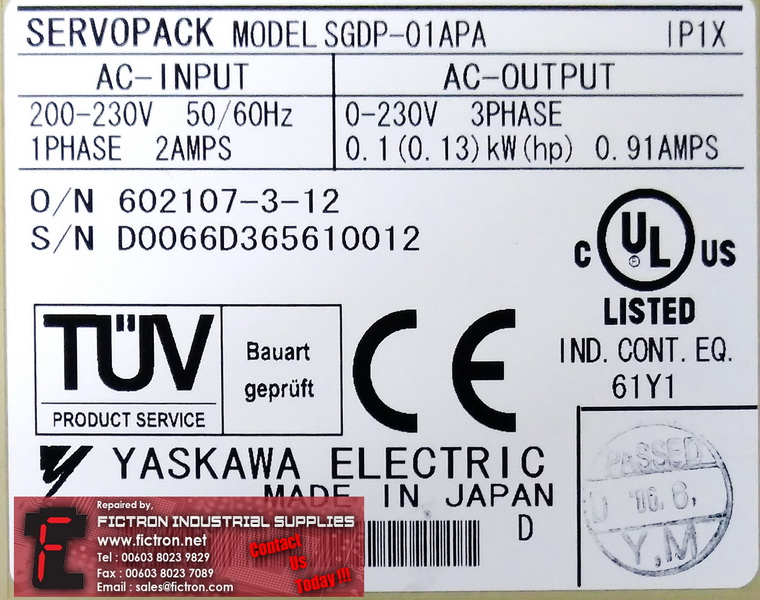 SERVOPACK MODEL SGDP-01APA IP1X
AC-INPUT AC-OUTPUT
200-230V 50/60Hz 0-230V 3PHASE
1PHASE 2AMPS 0.1(0.13)kW(hp) 0.91AMPS
O/N 602107-3-12
S/N D0066D365610012
C UL US
LISTED
IND. CONT. EQ.
61Y1
TÜV
PRODUCT SERVICE
Bauart
geprüft
CE
YASKAWA ELECTRIC
MADE IN JAPAN
D
PASSED
'06. 6,
Y,M
Repaired by,
FICTRON INDUSTRIAL SUPPLIES
www.fictron.net
Tel : 00603 8023 9829
Fax : 00603 8023 7089
Email : sales@fictron.net
Contact
Us
Today !!!